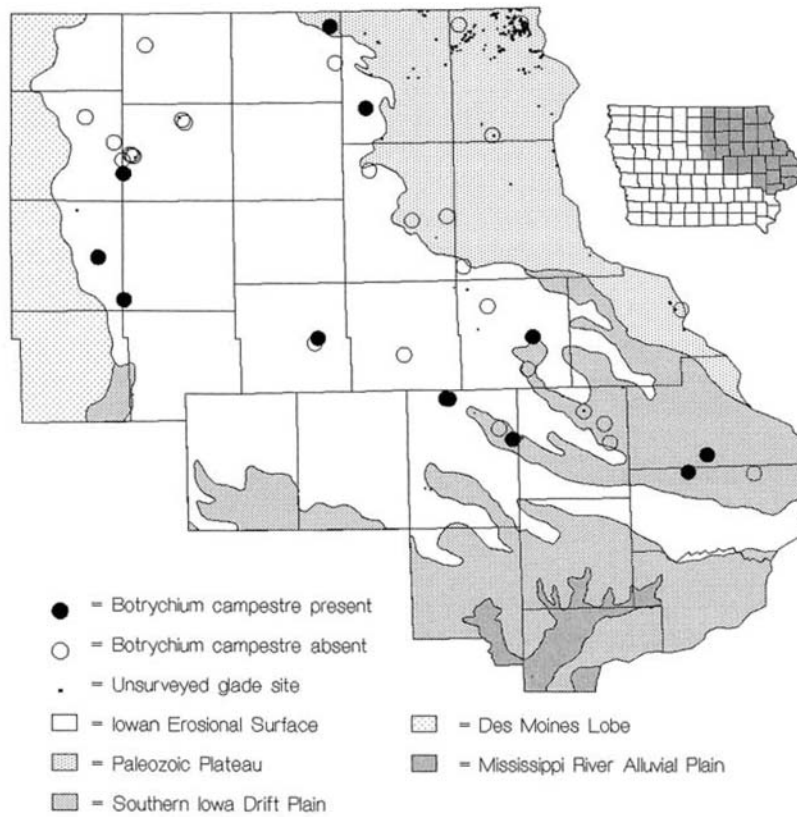 = Botrychium campestre present
= Botrychium campestre absent
= Unsurveyed glade site
= Iowan Erosional Surface
= Paleozoic Plateau
= Southern Iowa Drift Plain
= Des Moines Lobe
= Mississippi River Alluvial Plain